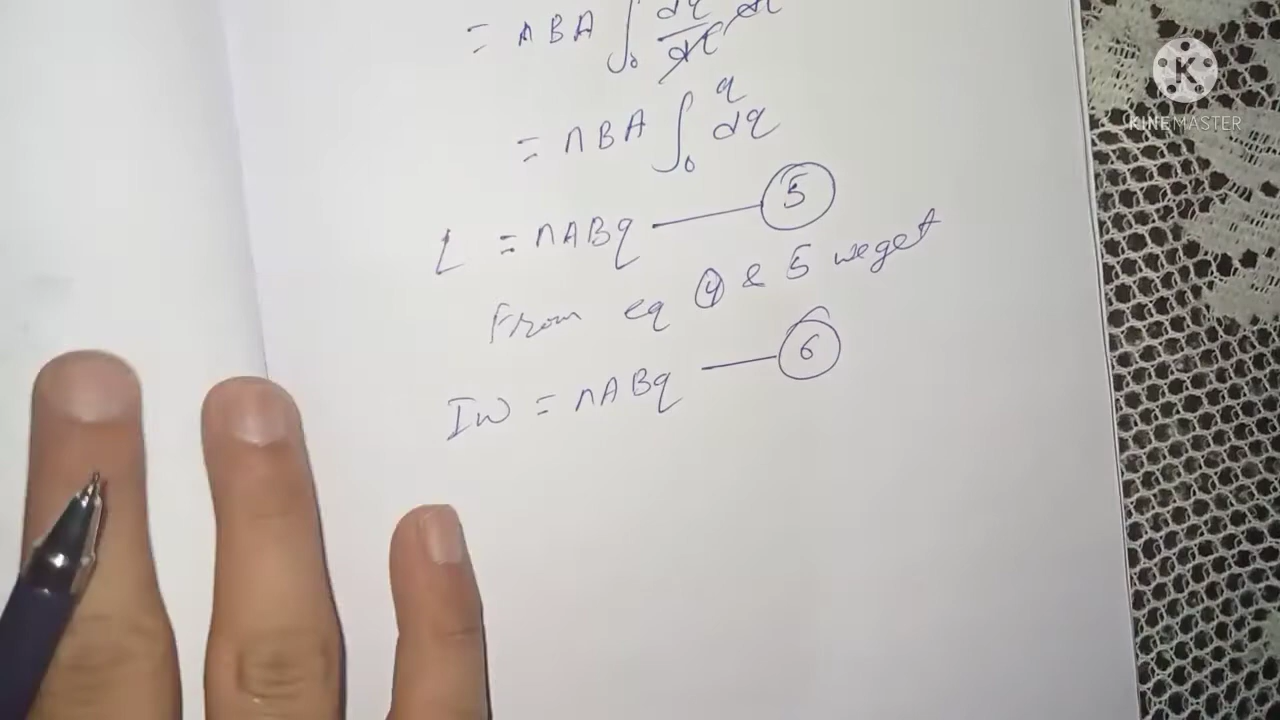 = nBA ∫₀ dq/dt dt
= nBA ∫₀^q dq
L = nABq — 5
From eq 4 & 5 we get
Iw = nABq — 6
K
KINEMASTER